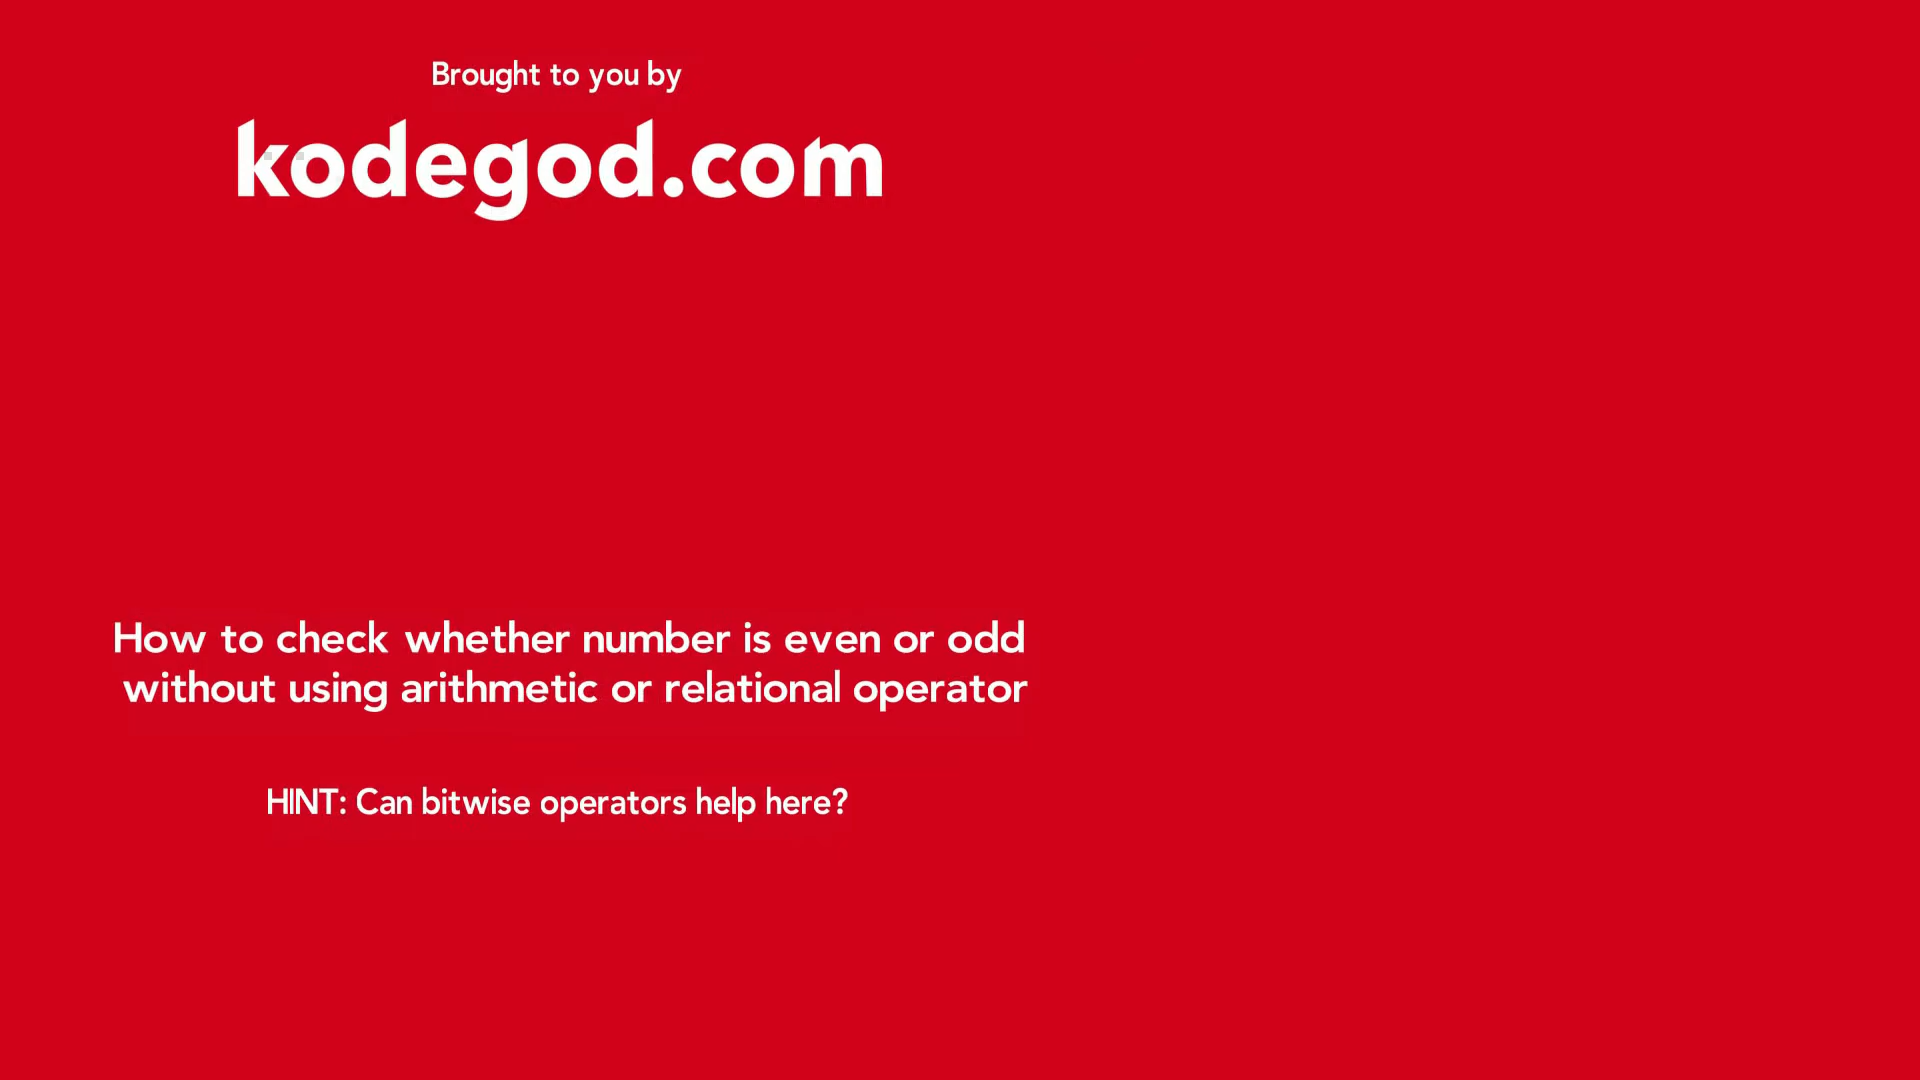 Brought to you by
kodegod.com
How to check whether number is even or odd
without using arithmetic or relational operator
HINT: Can bitwise operators help here?